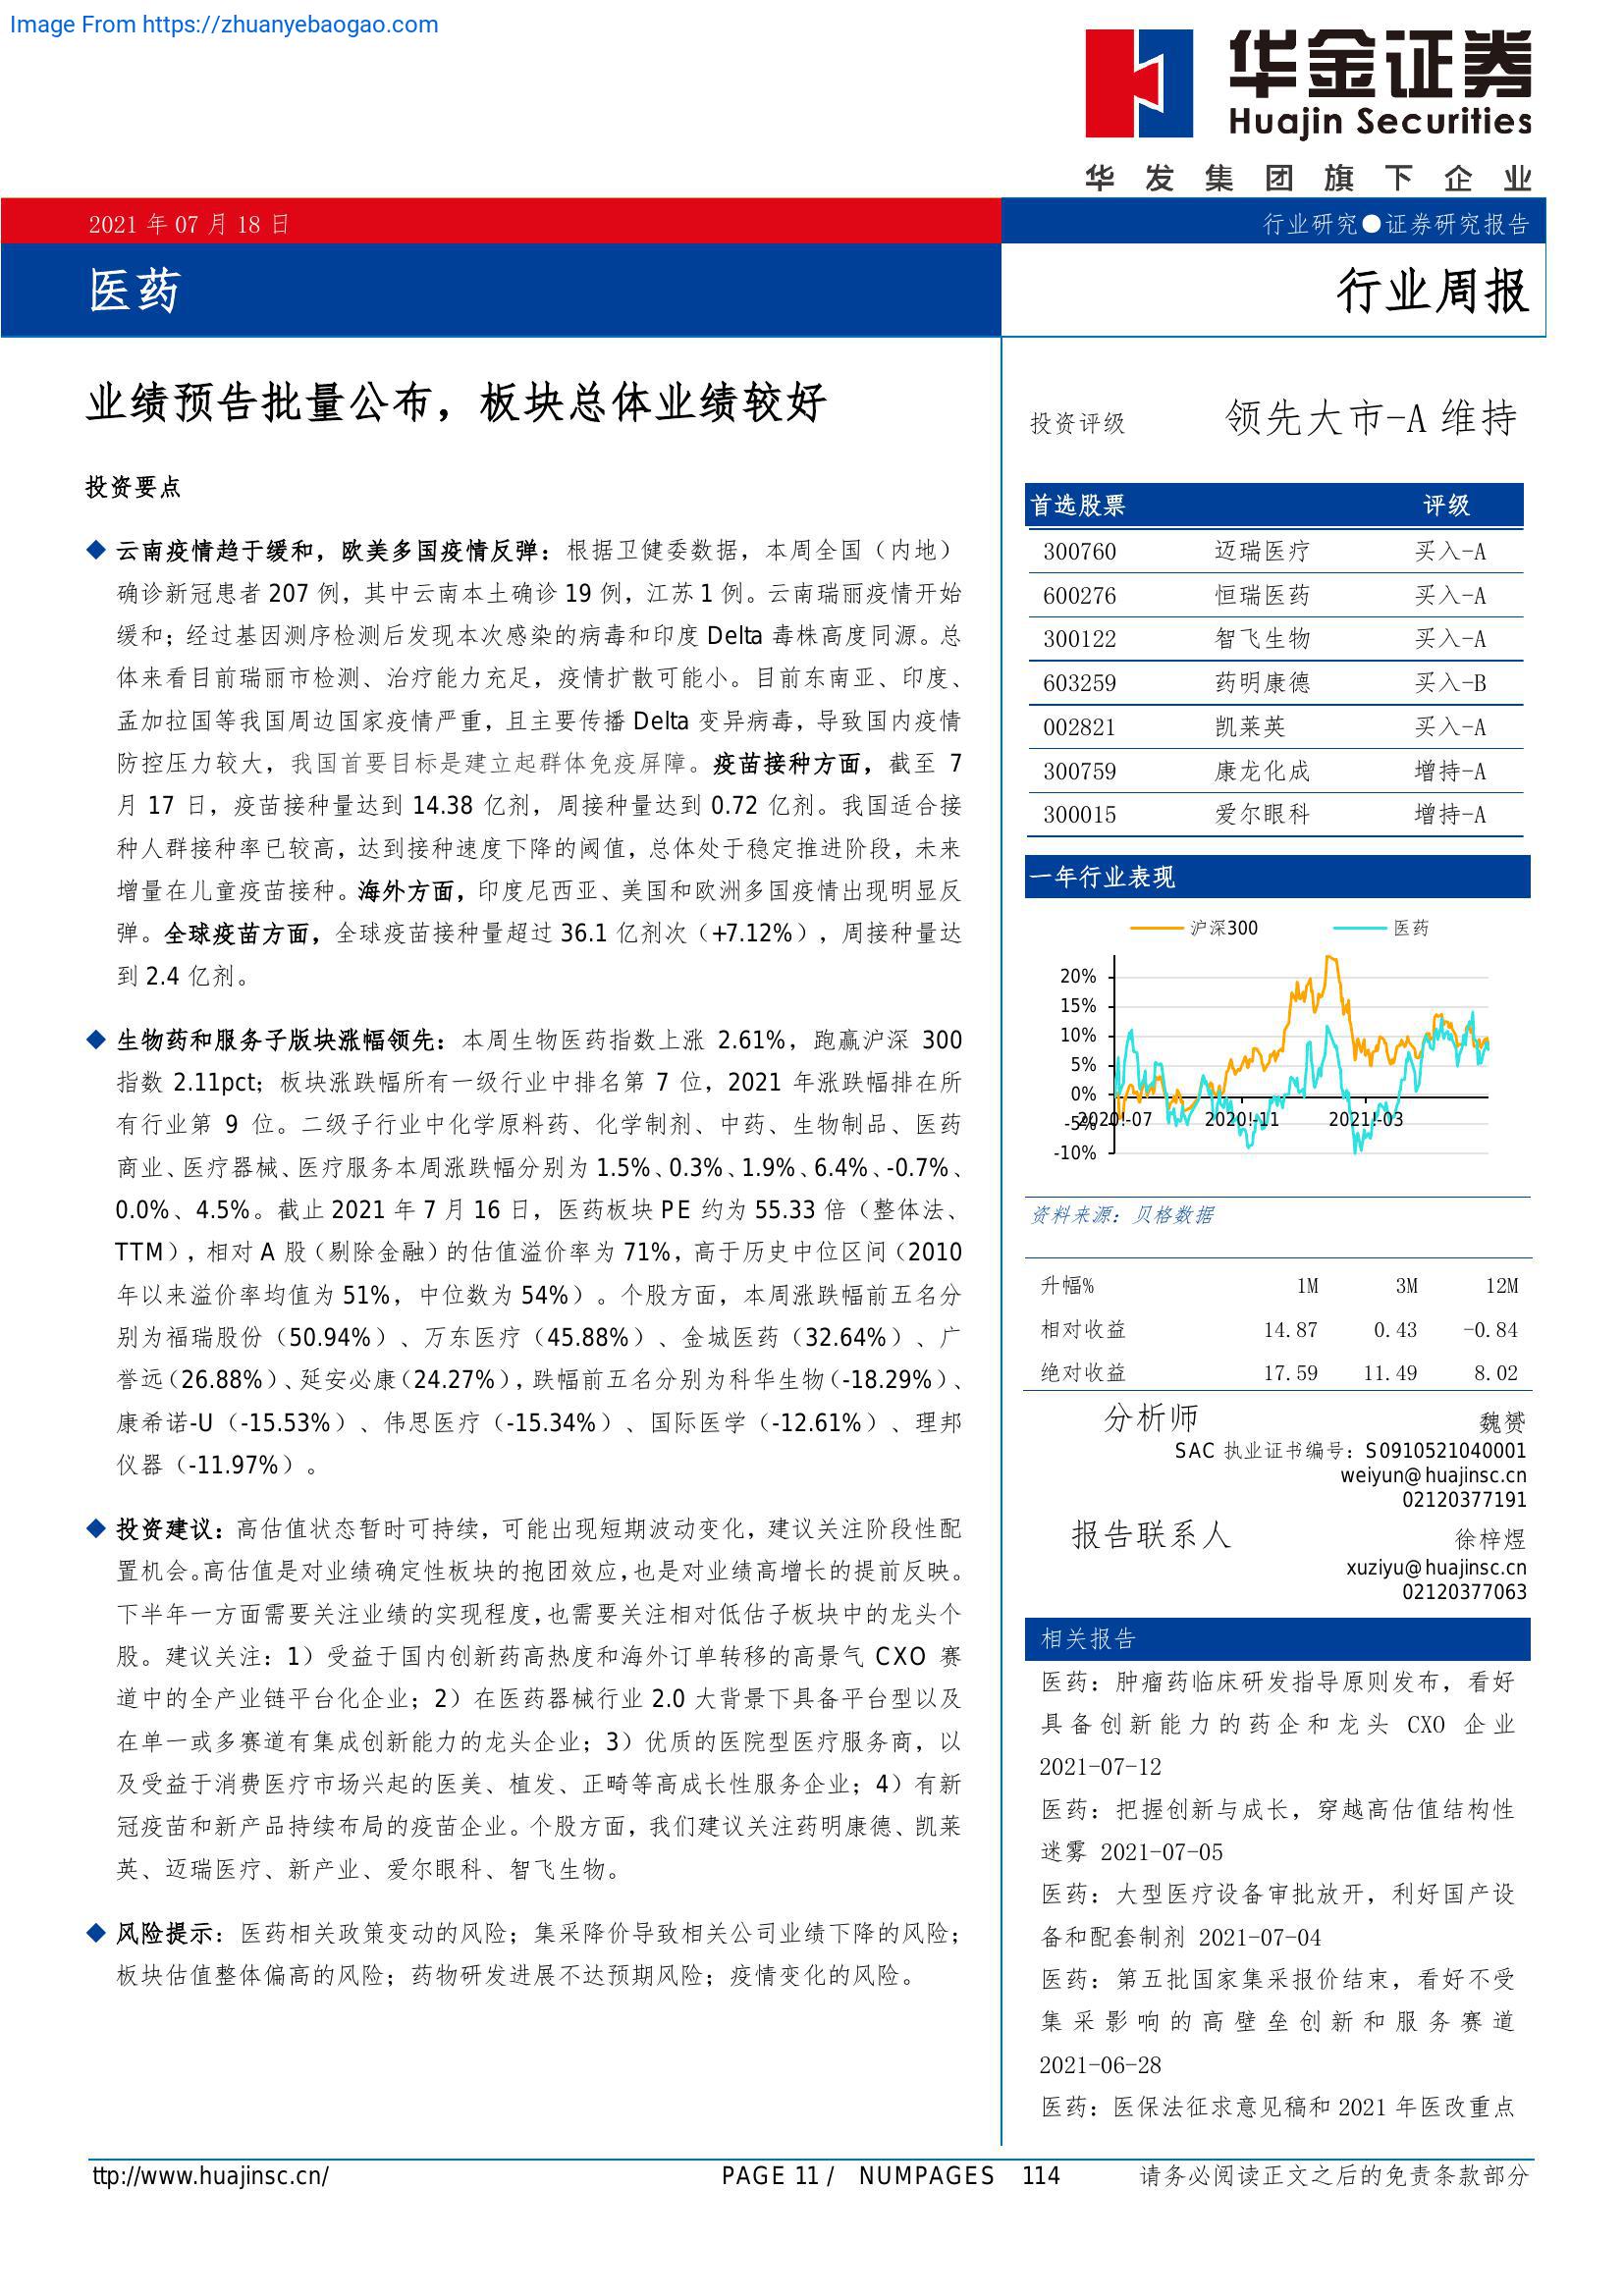 Image From https://zhuanyebaogao.com
华金证券
Huajin Securities
华发集团旗下企业
2021 年 07 月 18 日
行业研究●证券研究报告
医药
行业周报
业绩预告批量公布，板块总体业绩较好
投资要点
◆ 云南疫情趋于缓和，欧美多国疫情反弹：根据卫健委数据，本周全国（内地）
确诊新冠患者 207 例，其中云南本土确诊 19 例，江苏 1 例。云南瑞丽疫情开始
缓和；经过基因测序检测后发现本次感染的病毒和印度 Delta 毒株高度同源。总
体来看目前瑞丽市检测、治疗能力充足，疫情扩散可能小。目前东南亚、印度、
孟加拉国等我国周边国家疫情严重，且主要传播 Delta 变异病毒，导致国内疫情
防控压力较大，我国首要目标是建立起群体免疫屏障。疫苗接种方面，截至 7
月 17 日，疫苗接种量达到 14.38 亿剂，周接种量达到 0.72 亿剂。我国适合接
种人群接种率已较高，达到接种速度下降的阈值，总体处于稳定推进阶段，未来
增量在儿童疫苗接种。海外方面，印度尼西亚、美国和欧洲多国疫情出现明显反
弹。全球疫苗方面，全球疫苗接种量超过 36.1 亿剂次（+7.12%），周接种量达
到 2.4 亿剂。
◆ 生物药和服务子版块涨幅领先：本周生物医药指数上涨 2.61%，跑赢沪深 300
指数 2.11pct；板块涨跌幅所有一级行业中排名第 7 位，2021 年涨跌幅排在所
有行业第 9 位。二级子行业中化学原料药、化学制剂、中药、生物制品、医药
商业、医疗器械、医疗服务本周涨跌幅分别为 1.5%、0.3%、1.9%、6.4%、-0.7%、
0.0%、4.5%。截止 2021 年 7 月 16 日，医药板块 PE 约为 55.33 倍（整体法、
TTM），相对 A 股（剔除金融）的估值溢价率为 71%，高于历史中位区间（2010
年以来溢价率均值为 51%，中位数为 54%）。个股方面，本周涨跌幅前五名分
别为福瑞股份（50.94%）、万东医疗（45.88%）、金城医药（32.64%）、广
誉远（26.88%）、延安必康（24.27%），跌幅前五名分别为科华生物（-18.29%）、
康希诺-U（-15.53%）、伟思医疗（-15.34%）、国际医学（-12.61%）、理邦
仪器（-11.97%）。
◆ 投资建议：高估值状态暂时可持续，可能出现短期波动变化，建议关注阶段性配
置机会。高估值是对业绩确定性板块的抱团效应，也是对业绩高增长的提前反映。
下半年一方面需要关注业绩的实现程度，也需要关注相对低估子板块中的龙头个
股。建议关注：1）受益于国内创新药高热度和海外订单转移的高景气 CXO 赛
道中的全产业链平台化企业；2）在医药器械行业 2.0 大背景下具备平台型以及
在单一或多赛道有集成创新能力的龙头企业；3）优质的医院型医疗服务商，以
及受益于消费医疗市场兴起的医美、植发、正畸等高成长性服务企业；4）有新
冠疫苗和新产品持续布局的疫苗企业。个股方面，我们建议关注药明康德、凯莱
英、迈瑞医疗、新产业、爱尔眼科、智飞生物。
◆ 风险提示：医药相关政策变动的风险；集采降价导致相关公司业绩下降的风险；
板块估值整体偏高的风险；药物研发进展不达预期风险；疫情变化的风险。
投资评级 领先大市-A 维持
首选股票 评级
300760 迈瑞医疗 买入-A
600276 恒瑞医药 买入-A
300122 智飞生物 买入-A
603259 药明康德 买入-B
002821 凯莱英 买入-A
300759 康龙化成 增持-A
300015 爱尔眼科 增持-A
一年行业表现
沪深300 医药
20%
15%
10%
5%
0%
-5%
-10%
2020!-07 2020!-11 2021!-03
资料来源：贝格数据
升幅% 1M 3M 12M
相对收益 14.87 0.43 -0.84
绝对收益 17.59 11.49 8.02
分析师 魏赟
SAC 执业证书编号：S0910521040001
weiyun@huajinsc.cn
02120377191
报告联系人 徐梓煜
xuziyu@huajinsc.cn
02120377063
相关报告
医药：肿瘤药临床研发指导原则发布，看好
具备创新能力的药企和龙头 CXO 企业
2021-07-12
医药：把握创新与成长，穿越高估值结构性
迷雾 2021-07-05
医药：大型医疗设备审批放开，利好国产设
备和配套制剂 2021-07-04
医药：第五批国家集采报价结束，看好不受
集采影响的高壁垒创新和服务赛道
2021-06-28
医药：医保法征求意见稿和 2021 年医改重点
ttp://www.huajinsc.cn/ PAGE 11 / NUMPAGES 114 请务必阅读正文之后的免责条款部分